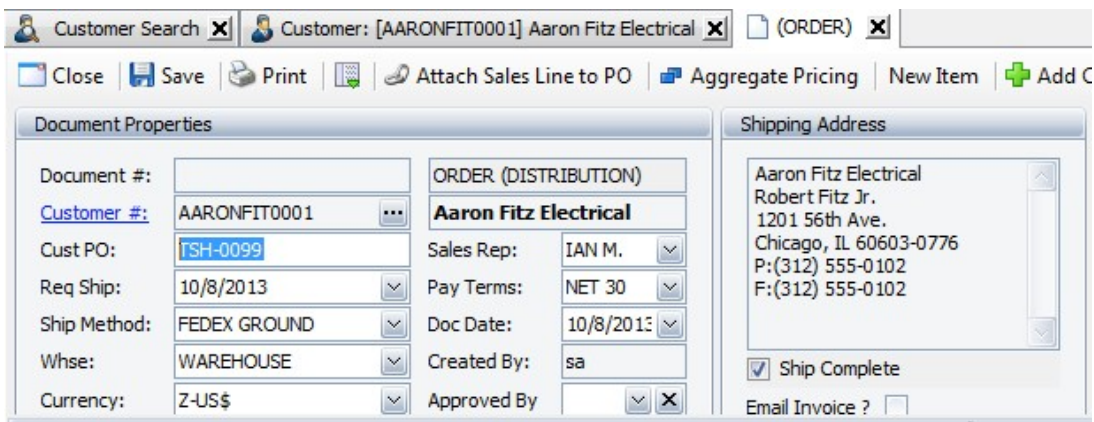 Customer Search Customer: [AARONFIT0001] Aaron Fitz Electrical (ORDER)
Close Save Print Attach Sales Line to PO Aggregate Pricing New Item Add
Document Properties
Document #: ORDER (DISTRIBUTION)
Customer #: AARONFIT0001 ... Aaron Fitz Electrical
Cust PO: TSH-0099 Sales Rep: IAN M.
Req Ship: 10/8/2013 Pay Terms: NET 30
Ship Method: FEDEX GROUND Doc Date: 10/8/2013
Whse: WAREHOUSE Created By: sa
Currency: Z-US$ Approved By
Shipping Address
Aaron Fitz Electrical
Robert Fitz Jr.
1201 56th Ave.
Chicago, IL 60603-0776
P:(312) 555-0102
F:(312) 555-0102
Ship Complete
Email Invoice ?